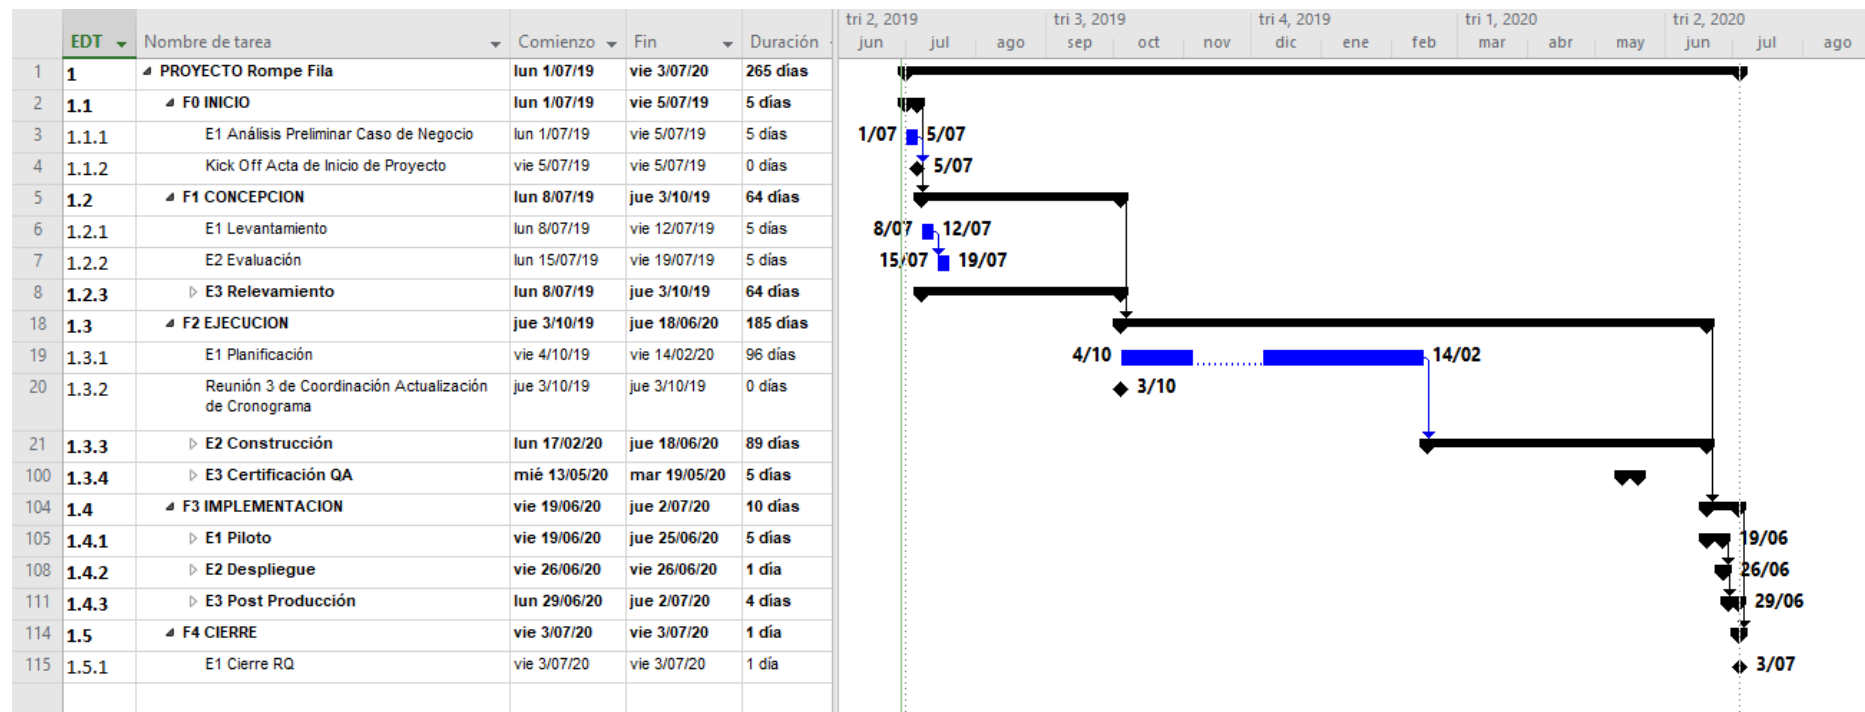 tri 2, 2019 tri 3, 2019 tri 4, 2019 tri 1, 2020 tri 2, 2020
EDT Nombre de tarea Comienzo Fin Duración jun jul ago sep oct nov dic ene feb mar abr may jun jul ago
1 1 PROYECTO Rompe Fila lun 1/07/19 vie 3/07/20 265 días
2 1.1 F0 INICIO lun 1/07/19 vie 5/07/19 5 días
3 1.1.1 E1 Análisis Preliminar Caso de Negocio lun 1/07/19 vie 5/07/19 5 días 1/07 5/07
4 1.1.2 Kick Off Acta de Inicio de Proyecto vie 5/07/19 vie 5/07/19 0 días 5/07
5 1.2 F1 CONCEPCION lun 8/07/19 jue 3/10/19 64 días
6 1.2.1 E1 Levantamiento lun 8/07/19 vie 12/07/19 5 días 8/07 12/07
7 1.2.2 E2 Evaluación lun 15/07/19 vie 19/07/19 5 días 15/07 19/07
8 1.2.3 E3 Relevamiento lun 8/07/19 jue 3/10/19 64 días
18 1.3 F2 EJECUCION jue 3/10/19 jue 18/06/20 185 días
19 1.3.1 E1 Planificación vie 4/10/19 vie 14/02/20 96 días 4/10 14/02
20 1.3.2 Reunión 3 de Coordinación Actualización jue 3/10/19 jue 3/10/19 0 días 3/10
de Cronograma
21 1.3.3 E2 Construcción lun 17/02/20 jue 18/06/20 89 días
100 1.3.4 E3 Certificación QA mié 13/05/20 mar 19/05/20 5 días
104 1.4 F3 IMPLEMENTACION vie 19/06/20 jue 2/07/20 10 días
105 1.4.1 E1 Piloto vie 19/06/20 jue 25/06/20 5 días 19/06
108 1.4.2 E2 Despliegue vie 26/06/20 vie 26/06/20 1 día 26/06
111 1.4.3 E3 Post Producción lun 29/06/20 jue 2/07/20 4 días 29/06
114 1.5 F4 CIERRE vie 3/07/20 vie 3/07/20 1 día
115 1.5.1 E1 Cierre RQ vie 3/07/20 vie 3/07/20 1 día 3/07